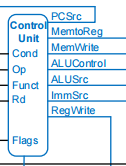 PCSrc
Control
Unit
MemtoReg
MemWrite
Cond
ALUControl
Op
ALUSrc
Funct
ImmSrc
Rd
RegWrite
Flags